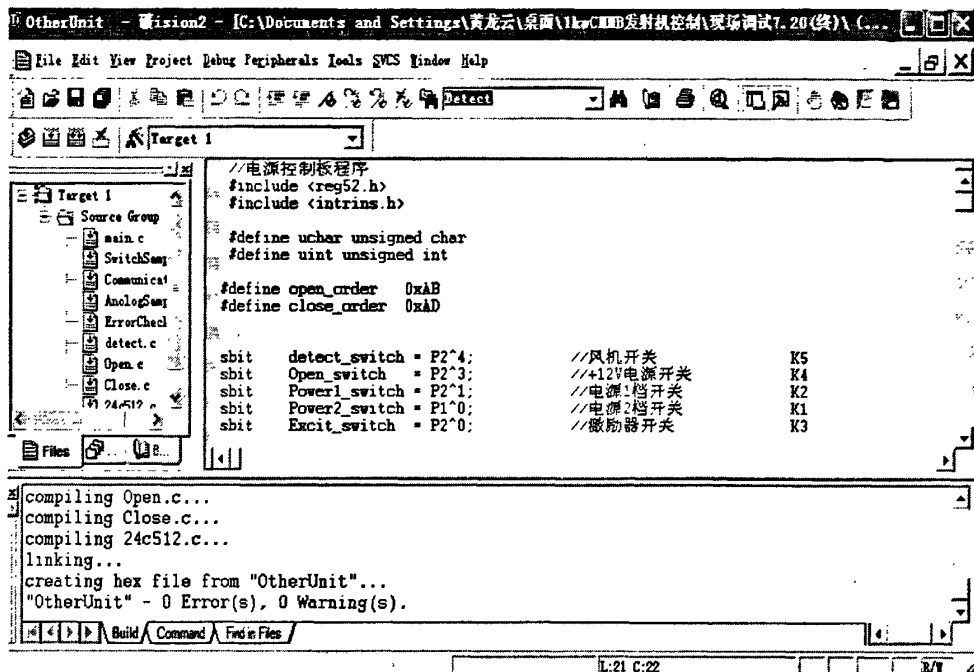 OtherUnit - 礦ision2 - [C:\Documents and Settings\黄龙云\桌面\1kwCMMB发射机控制\现场调试7.20(终)\(...
File Edit View Project Debug Peripherals Tools SVCS Window Help
Detect
Target 1
Target 1
Source Group
main.c
SwitchSamp
Communicat
AnologSamp
ErrorCheck
detect.c
Open.c
Close.c
24c512.c
Files
B...
//电源控制板程序
#include <reg52.h>
#include <intrins.h>
#define uchar unsigned char
#define uint unsigned int
#define open_order 0xAB
#define close_order 0xAD
sbit detect_switch = P2^4; //风机开关 K5
sbit Open_switch = P2^3; //+12V电源开关 K4
sbit Power1_switch = P2^1; //电源1档开关 K2
sbit Power2_switch = P1^0; //电源2档开关 K1
sbit Excit_switch = P2^0; //激励器开关 K3
compiling Open.c...
compiling Close.c...
compiling 24c512.c...
linking...
creating hex file from "OtherUnit"...
"OtherUnit" - 0 Error(s), 0 Warning(s).
Build Command Find in Files
L:21 C:22 R/W